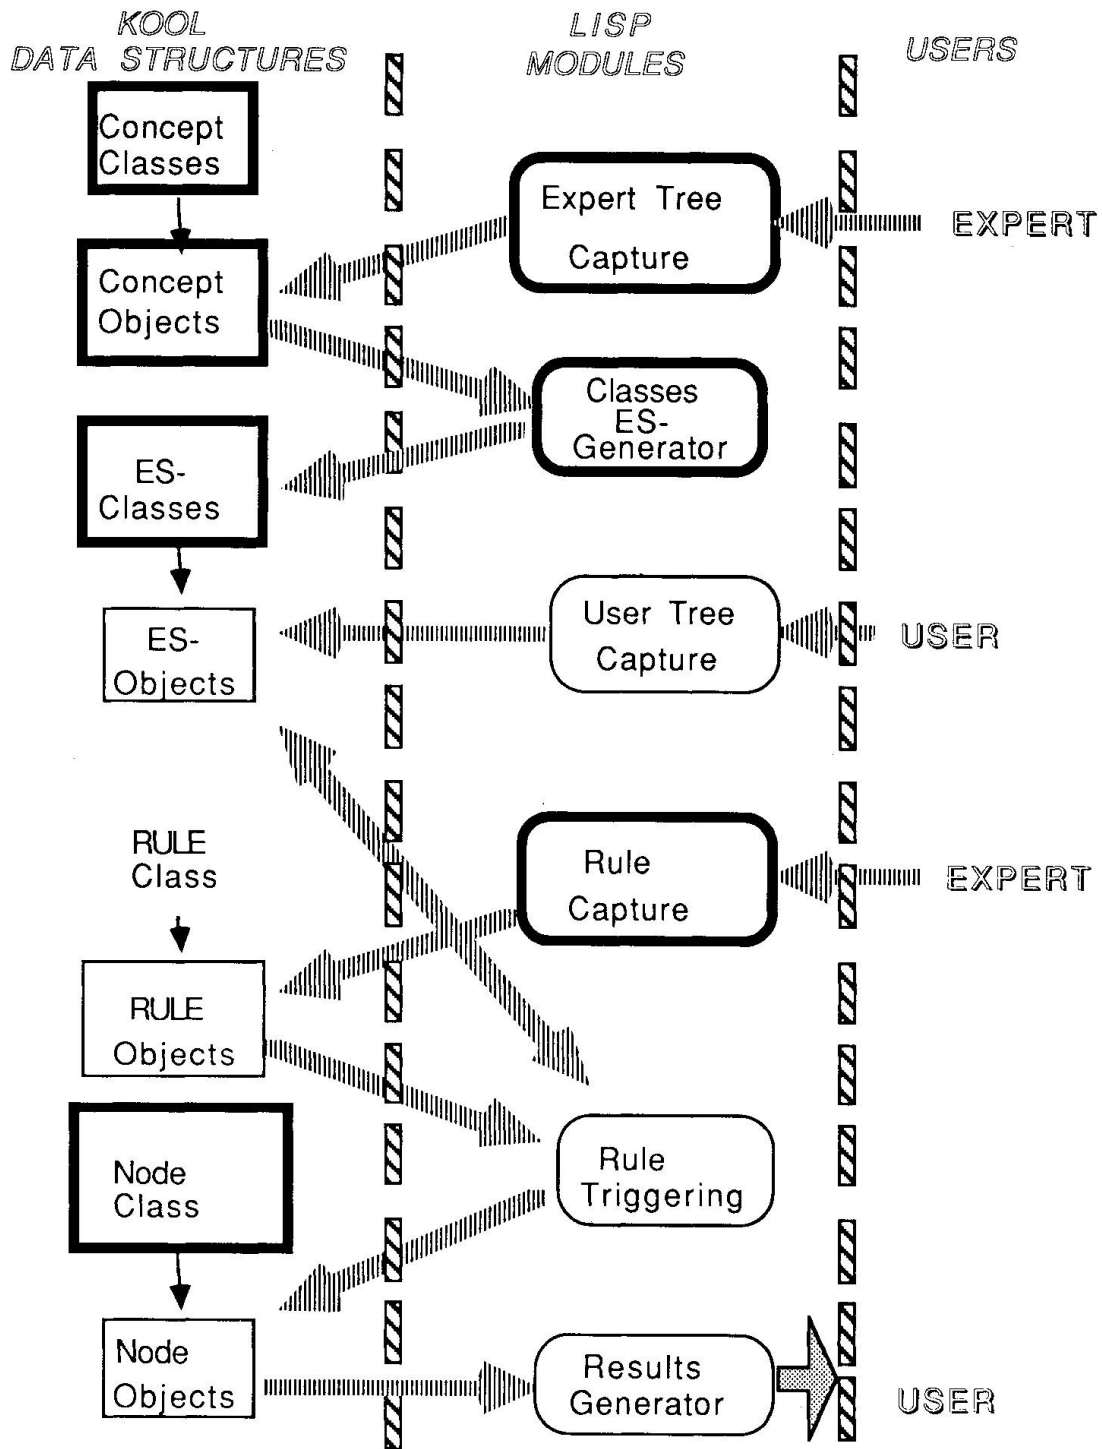 KOOL
DATA STRUCTURES
LISP
MODULES
USERS
Concept
Classes
Expert Tree
Capture
EXPERT
Concept
Objects
Classes
ES-
Generator
ES-
Classes
User Tree
Capture
USER
ES-
Objects
RULE
Class
Rule
Capture
EXPERT
RULE
Objects
Rule
Triggering
Node
Class
Node
Objects
Results
Generator
USER